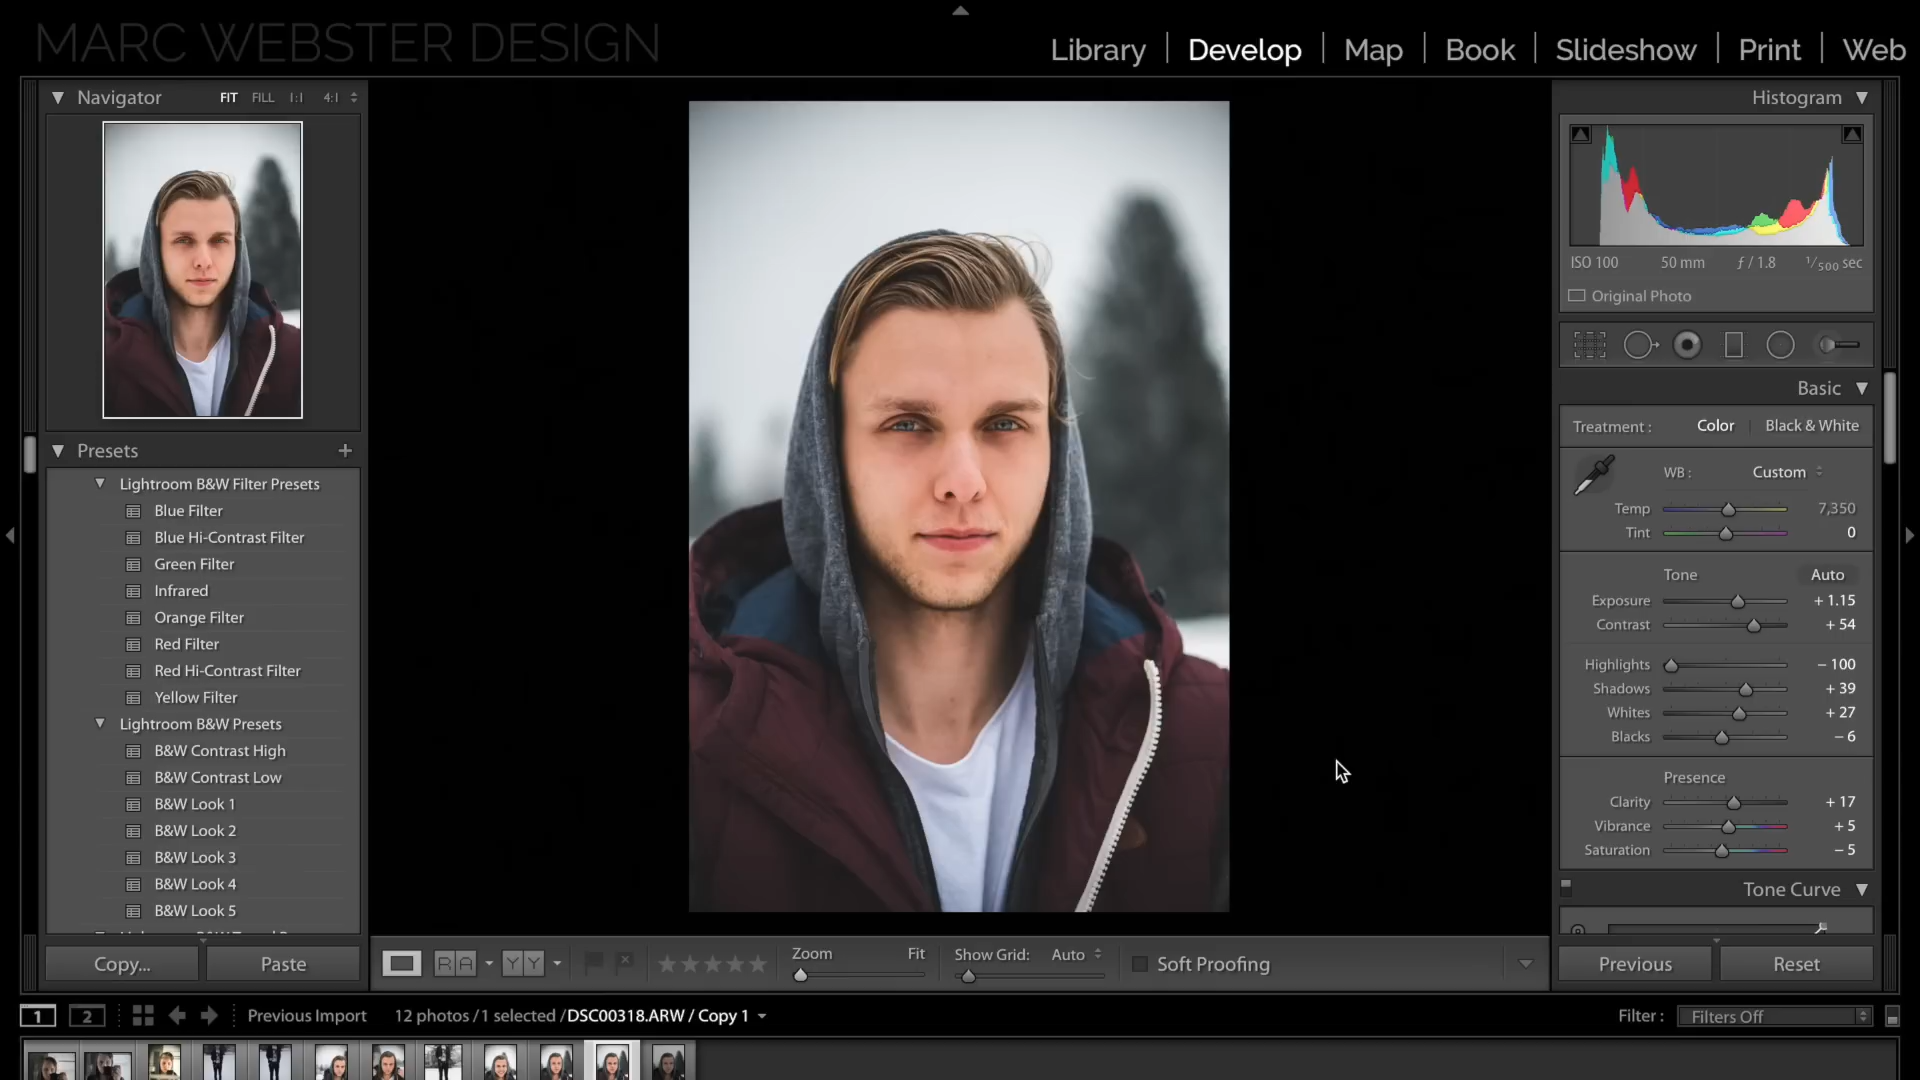 MARC WEBSTER DESIGN
Library | Develop | Map | Book | Slideshow | Print | Web
Navigator FIT FILL 1:1 4:1
Presets +
Lightroom B&W Filter Presets
Blue Filter
Blue Hi-Contrast Filter
Green Filter
Infrared
Orange Filter
Red Filter
Red Hi-Contrast Filter
Yellow Filter
Lightroom B&W Presets
B&W Contrast High
B&W Contrast Low
B&W Look 1
B&W Look 2
B&W Look 3
B&W Look 4
B&W Look 5
Copy... Paste
Histogram
ISO 100 50 mm ƒ / 1.8 1/500 sec
Original Photo
Basic
Treatment : Color Black & White
WB : Custom
Temp 7,350
Tint 0
Tone Auto
Exposure + 1.15
Contrast + 54
Highlights − 100
Shadows + 39
Whites + 27
Blacks − 6
Presence
Clarity + 17
Vibrance + 5
Saturation − 5
Tone Curve
Previous Reset
R A Y Y Zoom Fit Show Grid: Auto Soft Proofing
1 2 Previous Import 12 photos / 1 selected / DSC00318.ARW / Copy 1 Filter : Filters Off